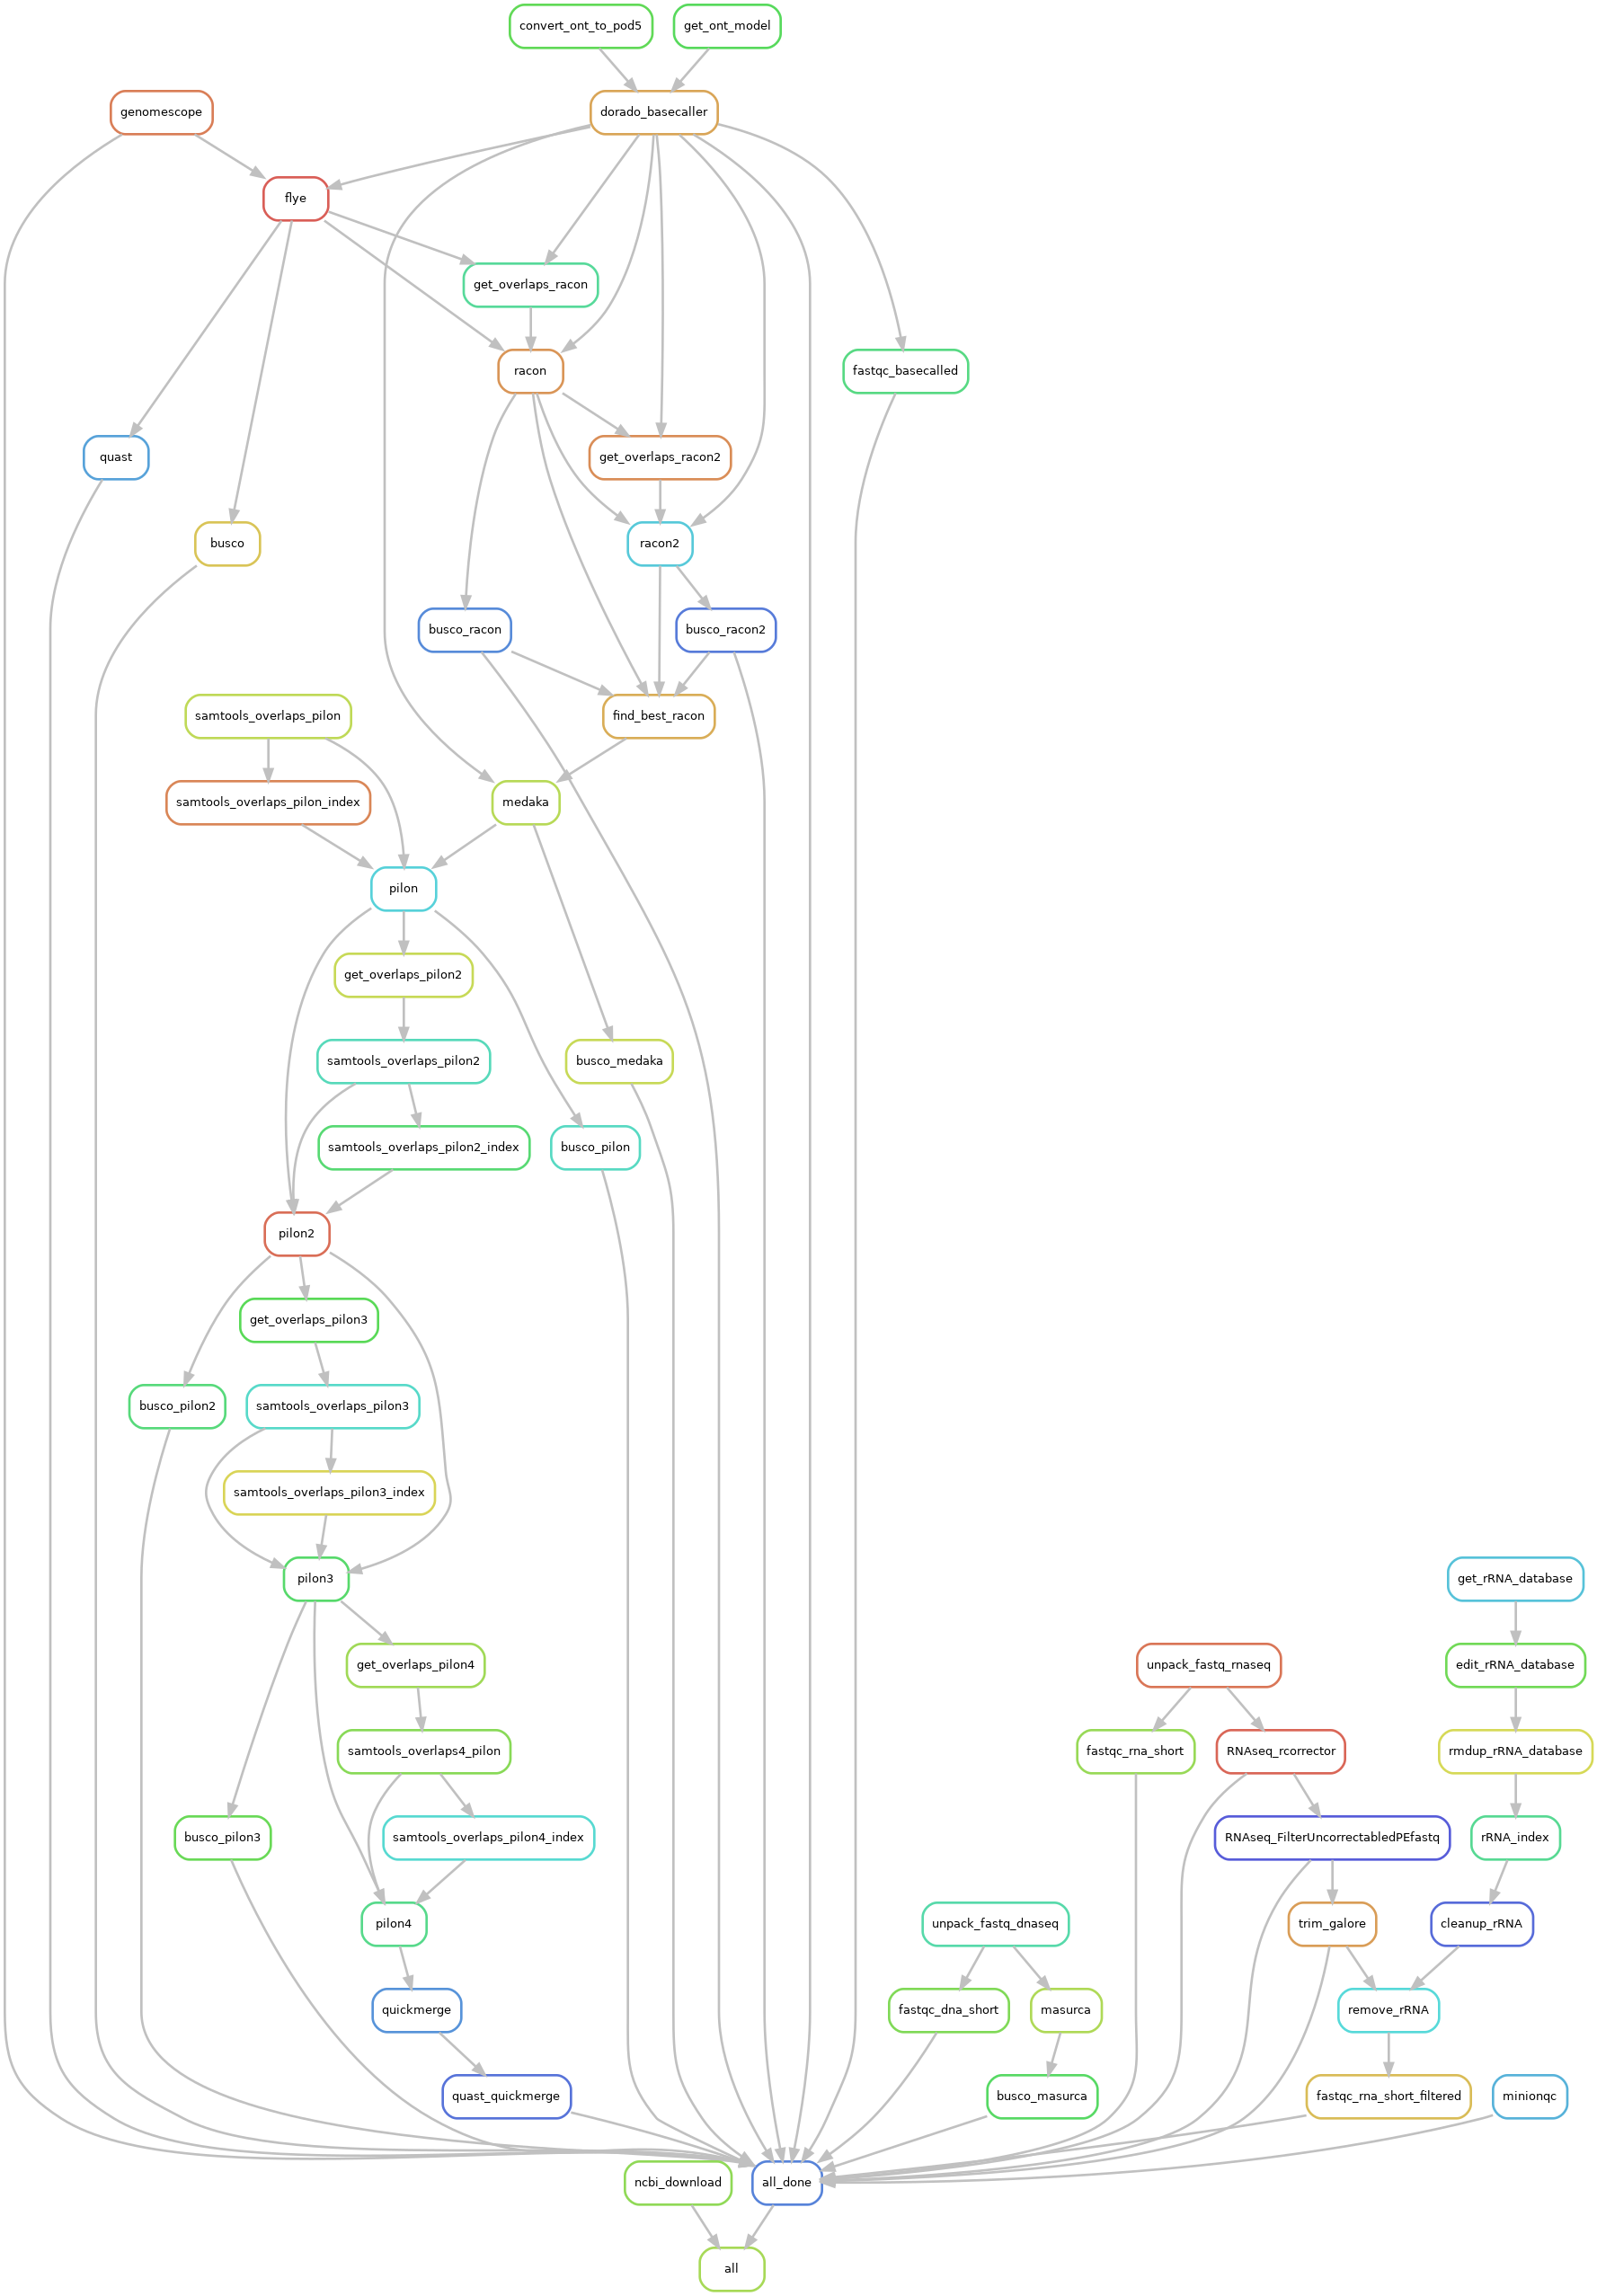 convert_ont_to_pod5
get_ont_model
genomescope
dorado_basecaller
flye
get_overlaps_racon
racon
fastqc_basecalled
quast
get_overlaps_racon2
busco
racon2
busco_racon
busco_racon2
samtools_overlaps_pilon
find_best_racon
samtools_overlaps_pilon_index
medaka
pilon
get_overlaps_pilon2
samtools_overlaps_pilon2
busco_medaka
samtools_overlaps_pilon2_index
busco_pilon
pilon2
get_overlaps_pilon3
busco_pilon2
samtools_overlaps_pilon3
samtools_overlaps_pilon3_index
pilon3
get_rRNA_database
get_overlaps_pilon4
unpack_fastq_rnaseq
edit_rRNA_database
samtools_overlaps4_pilon
fastqc_rna_short
RNAseq_rcorrector
rmdup_rRNA_database
busco_pilon3
samtools_overlaps_pilon4_index
RNAseq_FilterUncorrectabledPEfastq
rRNA_index
pilon4
unpack_fastq_dnaseq
trim_galore
cleanup_rRNA
quickmerge
fastqc_dna_short
masurca
remove_rRNA
quast_quickmerge
busco_masurca
fastqc_rna_short_filtered
minionqc
ncbi_download
all_done
all